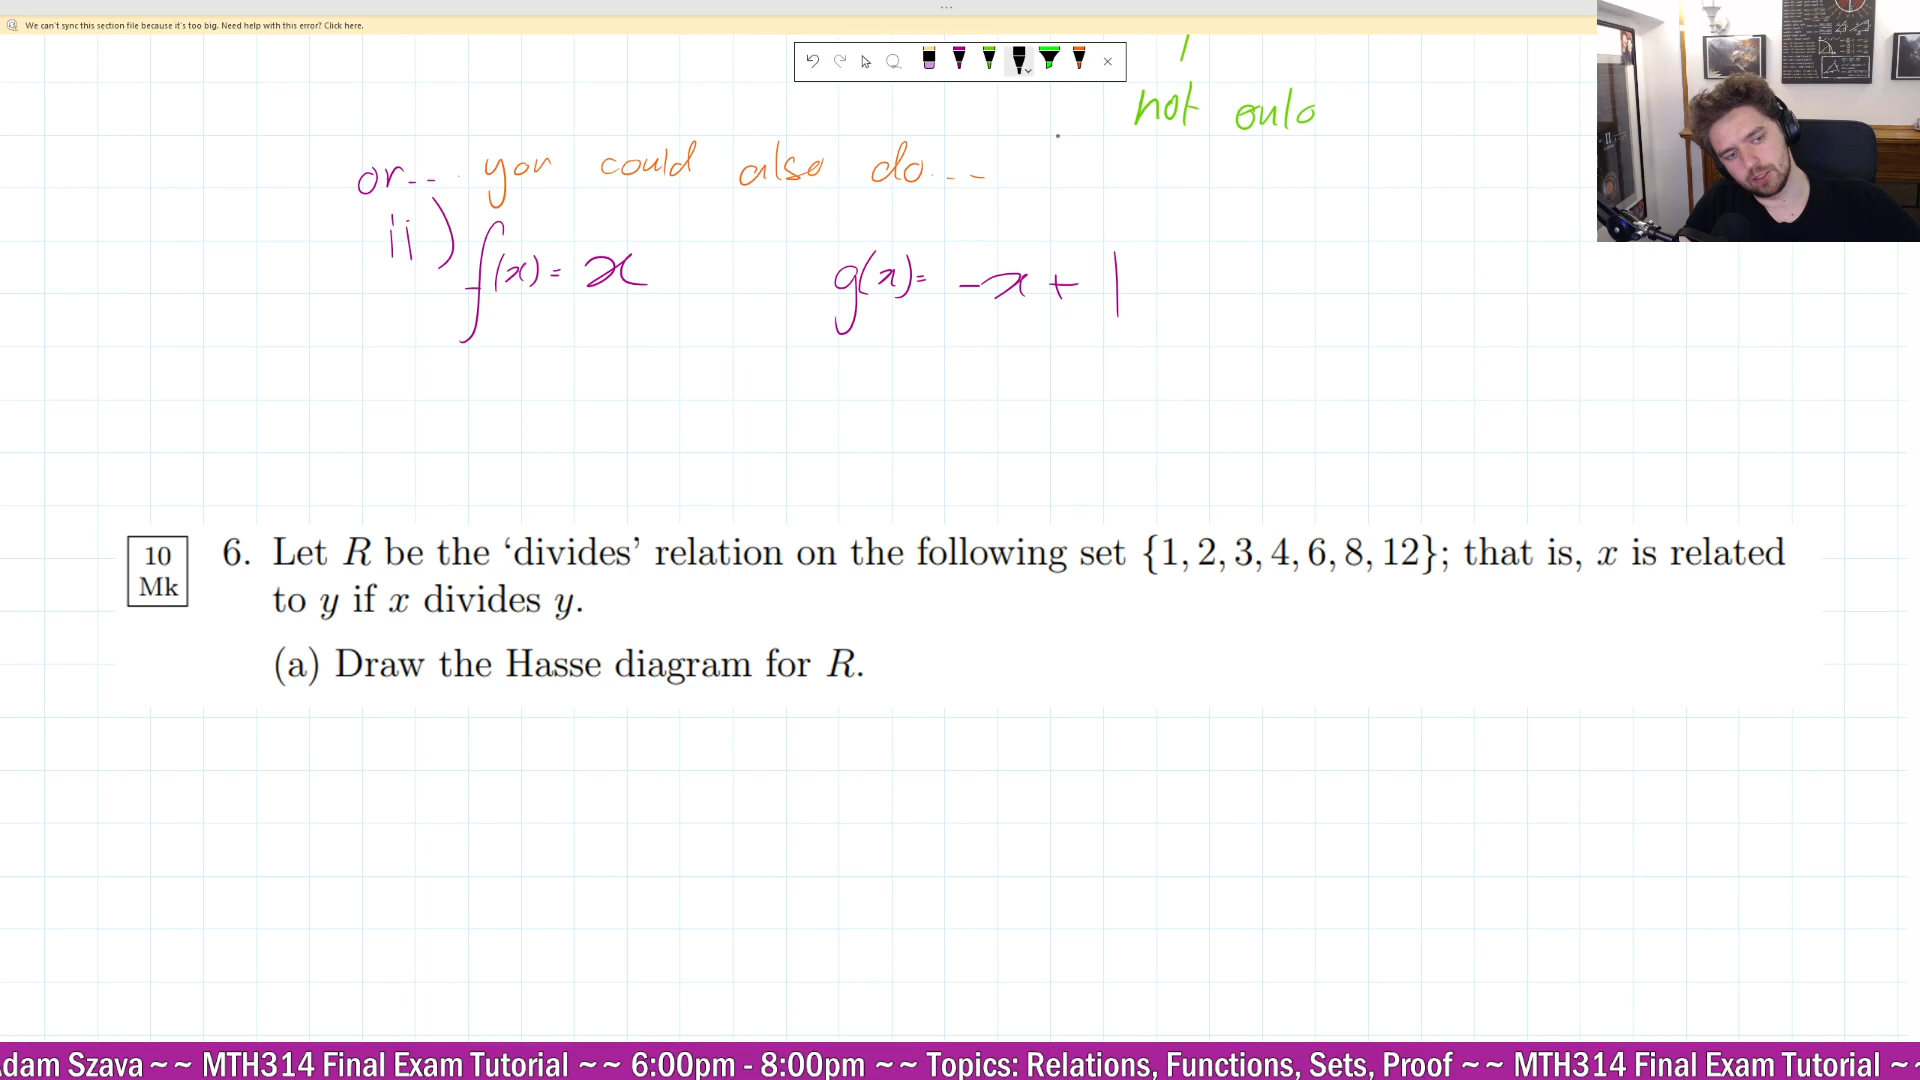 We can't sync this section file because it's too big. Need help with this error? Click here.
not
or... you could also do...
ii) f(x) = x g(x) = -x + 1
10 Mk
6. Let R be the ‘divides’ relation on the following set {1, 2, 3, 4, 6, 8, 12}; that is, x is related
to y if x divides y.
(a) Draw the Hasse diagram for R.
dam Szava ~~ MTH314 Final Exam Tutorial ~~ 6:00pm - 8:00pm ~~ Topics: Relations, Functions, Sets, Proof ~~ MTH314 Final Exam Tutorial ~~